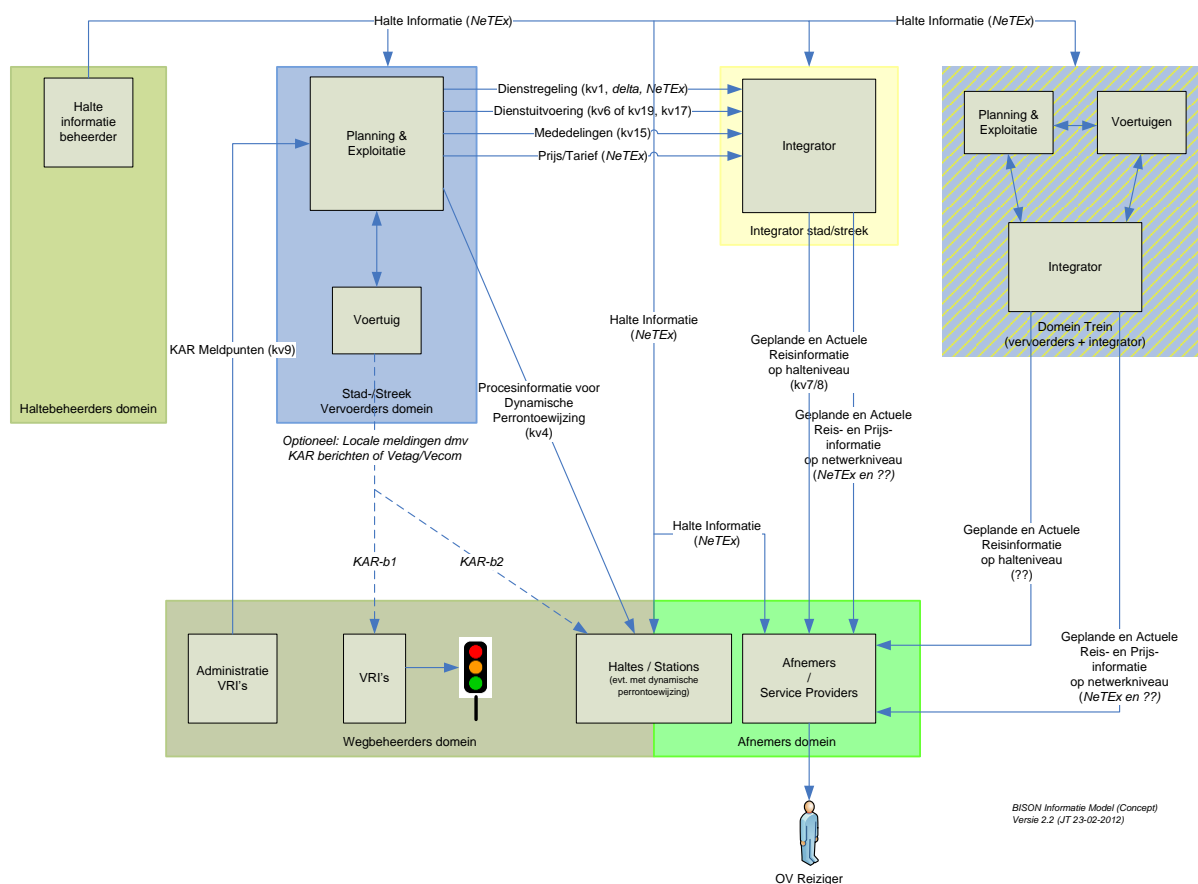 Halte Informatie (NeTEx)
Halte Informatie (NeTEx)
Halte
informatie
beheerder
Haltebeheerders domein
Planning &
Exploitatie
Voertuig
Stad-/Streek
Vervoerders domein
Dienstregeling (kv1, delta, NeTEx)
Dienstuitvoering (kv6 of kv19, kv17)
Mededelingen (kv15)
Prijs/Tarief (NeTEx)
Integrator
Integrator stad/streek
Planning &
Exploitatie
Voertuigen
Integrator
Domein Trein
(vervoerders + integrator)
KAR Meldpunten (kv9)
Halte Informatie
(NeTEx)
Geplande en Actuele
Reisinformatie
op halteniveau
(kv7/8)
Procesinformatie voor
Dynamische
Perrontoewijzing
(kv4)
Geplande en Actuele
Reis- en Prijs-
informatie
op netwerkniveau
(NeTEx en ??)
Optioneel: Locale meldingen dmv
KAR berichten of Vetag/Vecom
Halte Informatie
(NeTEx)
Geplande en Actuele
Reisinformatie
op halteniveau
(??)
KAR-b1
KAR-b2
Geplande en Actuele
Reis- en Prijs-
informatie
op netwerkniveau
(NeTEx en ??)
Administratie
VRI's
VRI's
Haltes / Stations
(evt. met dynamische
perrontoewijzing)
Afnemers
/
Service Providers
Wegbeheerders domein
Afnemers domein
OV Reiziger
BISON Informatie Model (Concept)
Versie 2.2 (JT 23-02-2012)